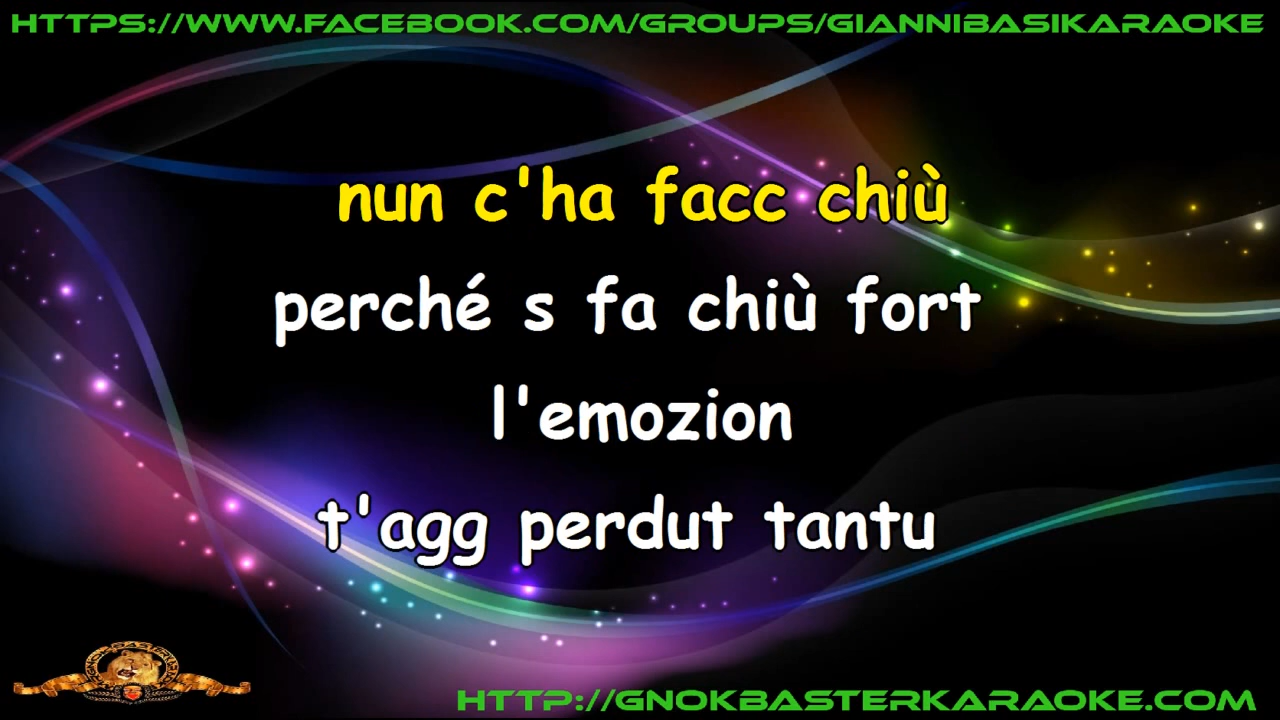 HTTPS://WWW.FACEBOOK.COM/GROUPS/GIANNIBASIKARAOKE
nun c'ha facc chiù
perché s fa chiù fort
l'emozion
t'agg perdut tantu
HTTP://GNOKBASTERKARAOKE.COM